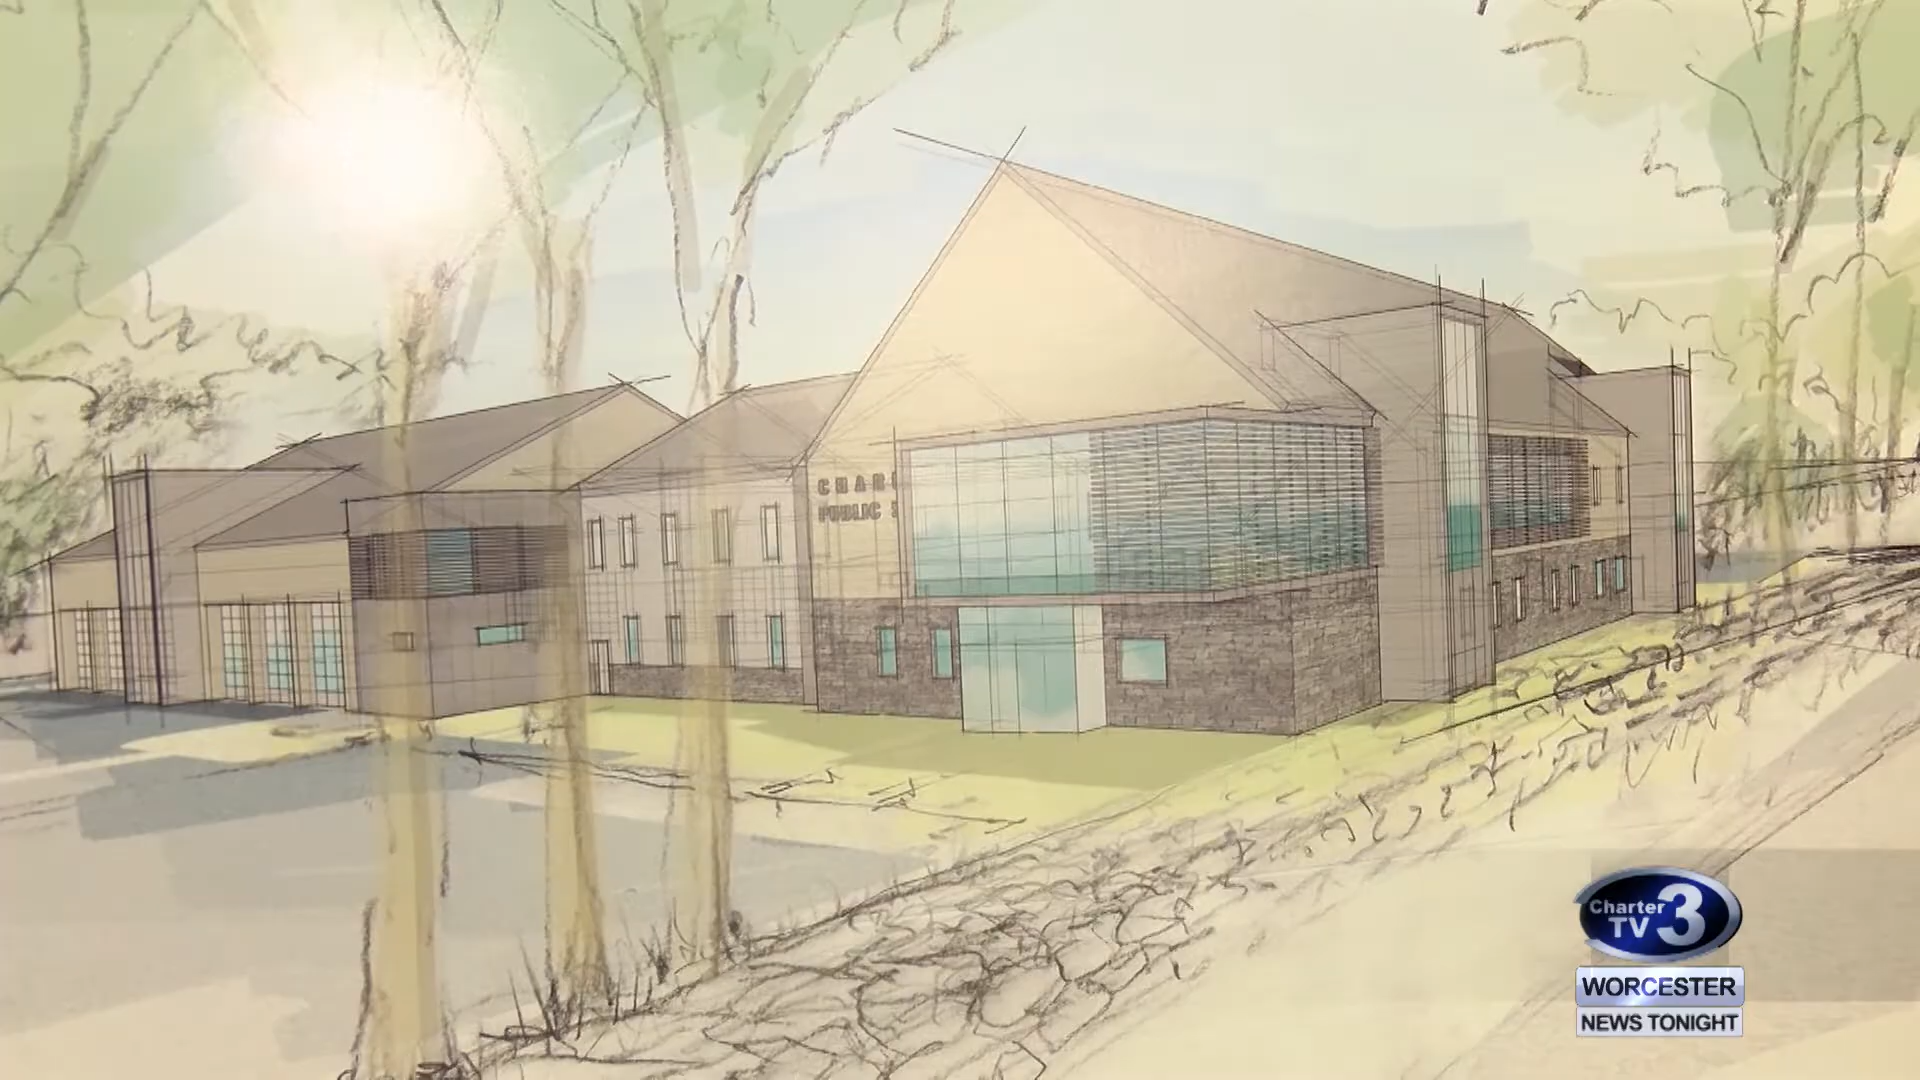 PUBLIC
Charter
TV 3
WORCESTER
NEWS TONIGHT